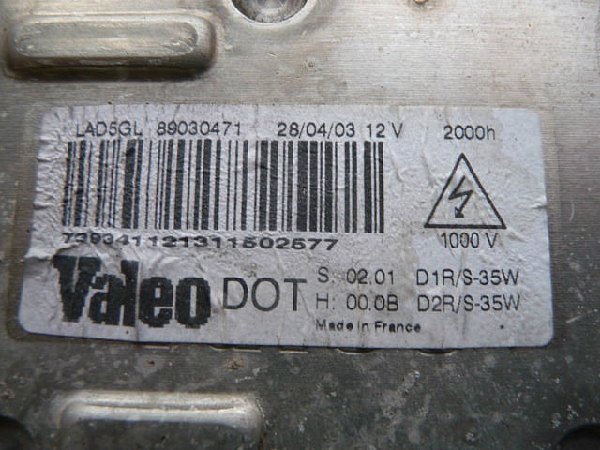 LAD5GL 89030471 28/04/03 12 V 2000h
1000 V
Valeo DOT
S: 02.01 D1R/S-35W
H: 00.0B D2R/S-35W
Made in France